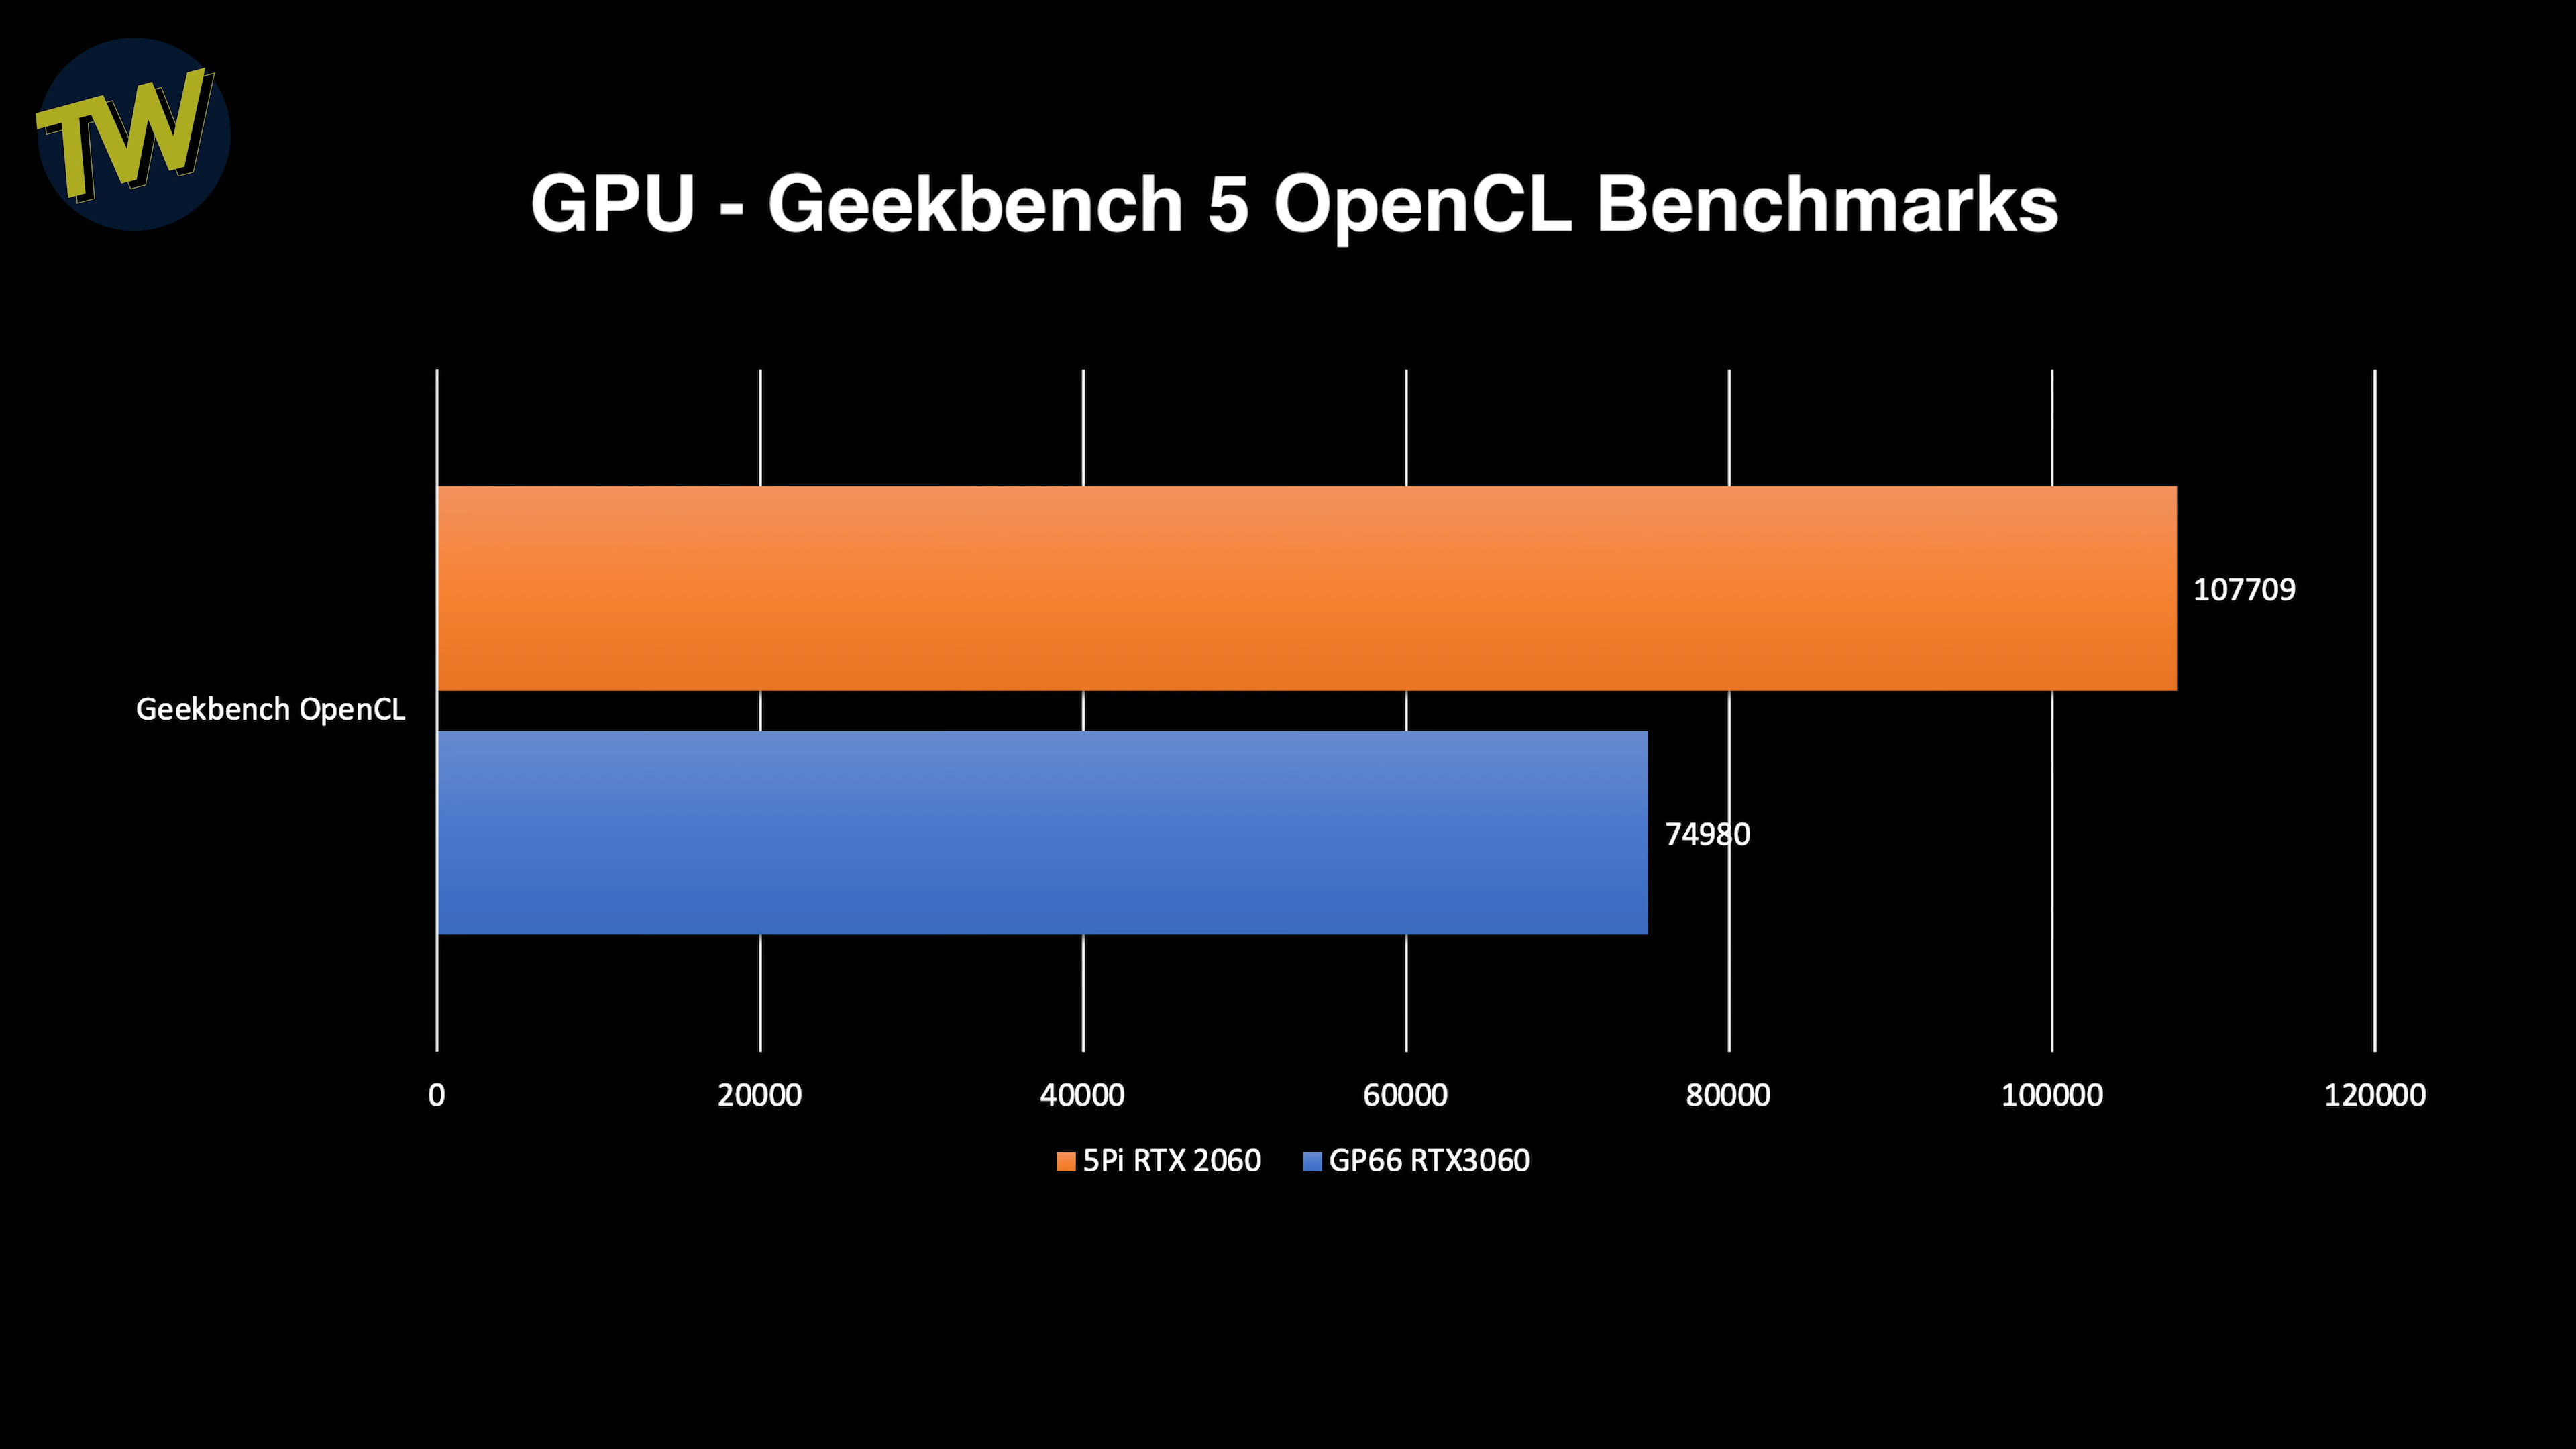 TW
GPU - Geekbench 5 OpenCL Benchmarks
107709
Geekbench OpenCL
74980
0 20000 40000 60000 80000 100000 120000
5Pi RTX 2060 GP66 RTX3060